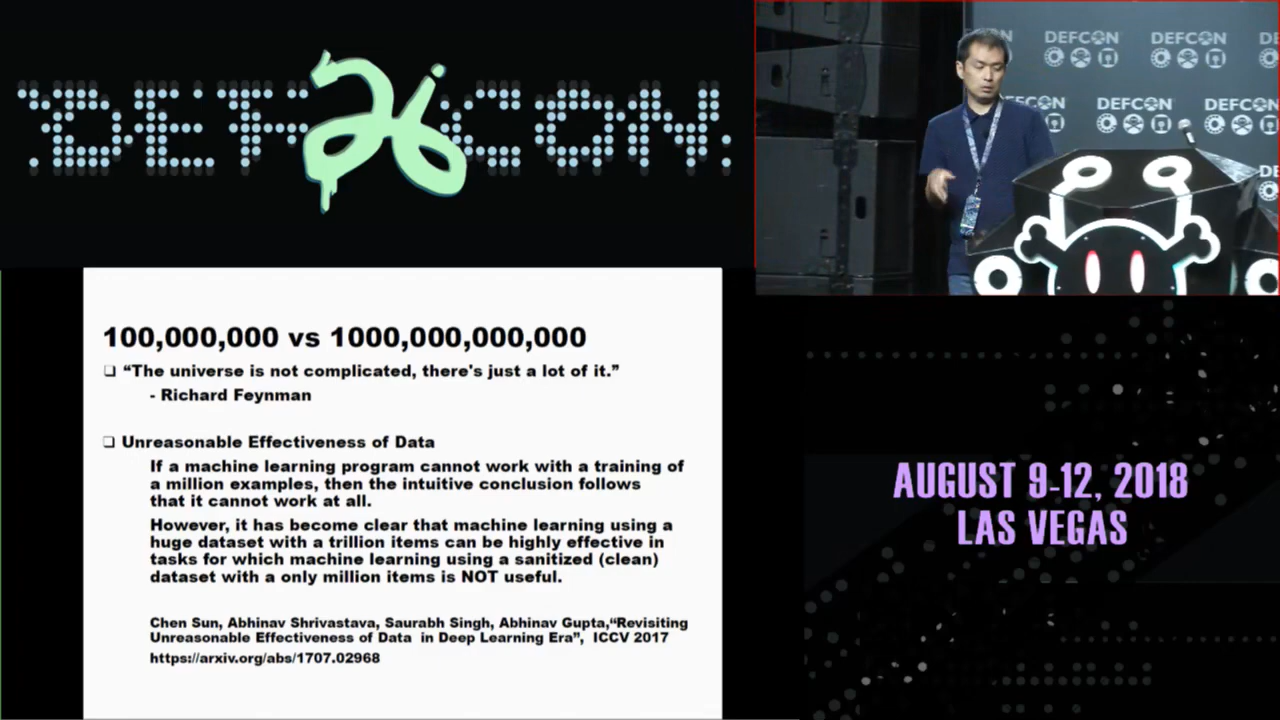 DEF CON 26
DEFCON DEFCON
DEFCON DEFCON
100,000,000 vs 1000,000,000,000
❑ “The universe is not complicated, there's just a lot of it.”
- Richard Feynman
❑ Unreasonable Effectiveness of Data
If a machine learning program cannot work with a training of
a million examples, then the intuitive conclusion follows
that it cannot work at all.
However, it has become clear that machine learning using a
huge dataset with a trillion items can be highly effective in
tasks for which machine learning using a sanitized (clean)
dataset with a only million items is NOT useful.
Chen Sun, Abhinav Shrivastava, Saurabh Singh, Abhinav Gupta,“Revisiting
Unreasonable Effectiveness of Data in Deep Learning Era”, ICCV 2017
https://arxiv.org/abs/1707.02968
AUGUST 9-12, 2018
LAS VEGAS